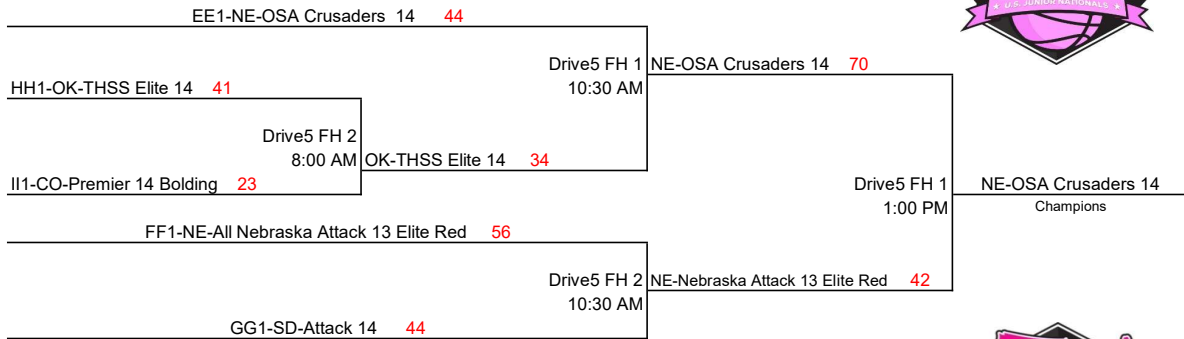 EE1-NE-OSA Crusaders 14 44
Drive5 FH 1 NE-OSA Crusaders 14 70
10:30 AM
HH1-OK-THSS Elite 14 41
Drive5 FH 2
8:00 AM OK-THSS Elite 14 34
II1-CO-Premier 14 Bolding 23
Drive5 FH 1 NE-OSA Crusaders 14
1:00 PM Champions
FF1-NE-All Nebraska Attack 13 Elite Red 56
Drive5 FH 2 NE-Nebraska Attack 13 Elite Red 42
10:30 AM
GG1-SD-Attack 14 44
U.S. JUNIOR NATIONALS